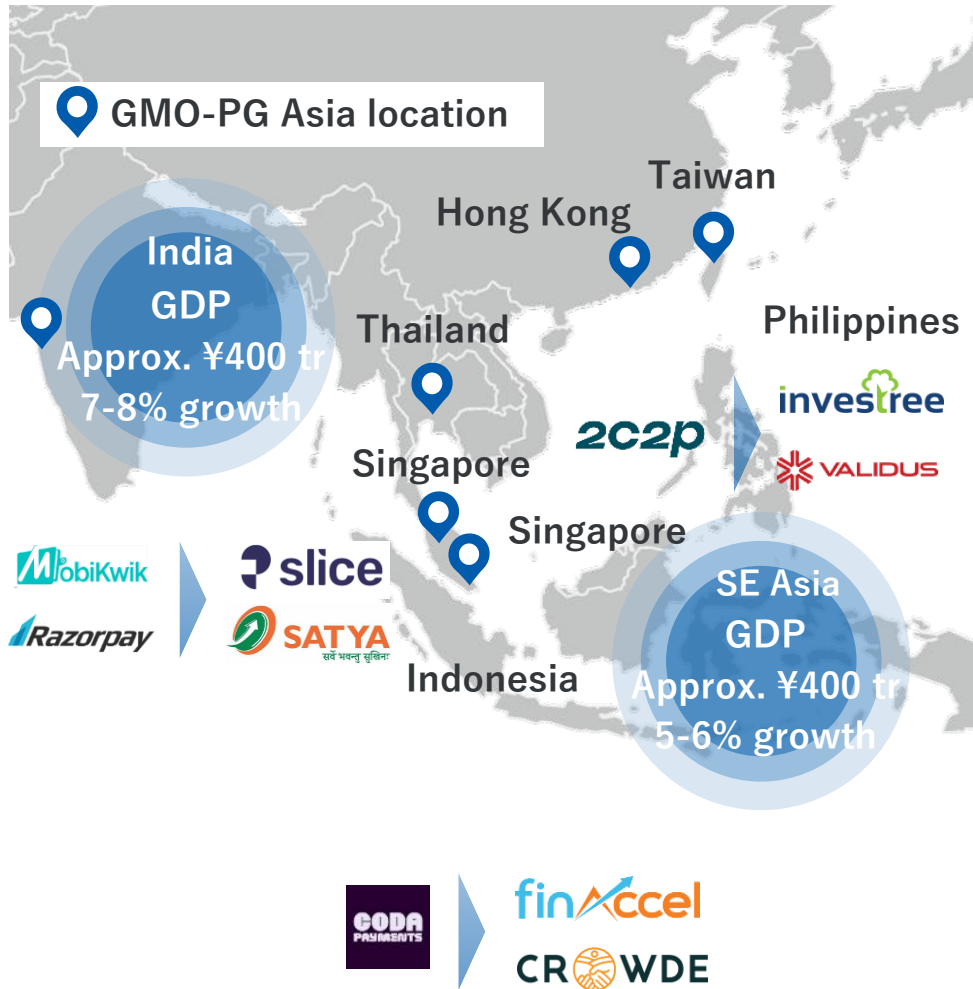 GMO-PG Asia location
Taiwan
Hong Kong
India
GDP
Approx. ¥400 tr
7-8% growth
Thailand
Philippines
investree
2c2p
VALIDUS
Singapore
Singapore
MobiKwik
slice
Razorpay
SATYA
सर्वे भवन्तु सुखिनः
SE Asia
GDP
Approx. ¥400 tr
5-6% growth
Indonesia
CODA
PAYMENTS
finAccel
CROWDE